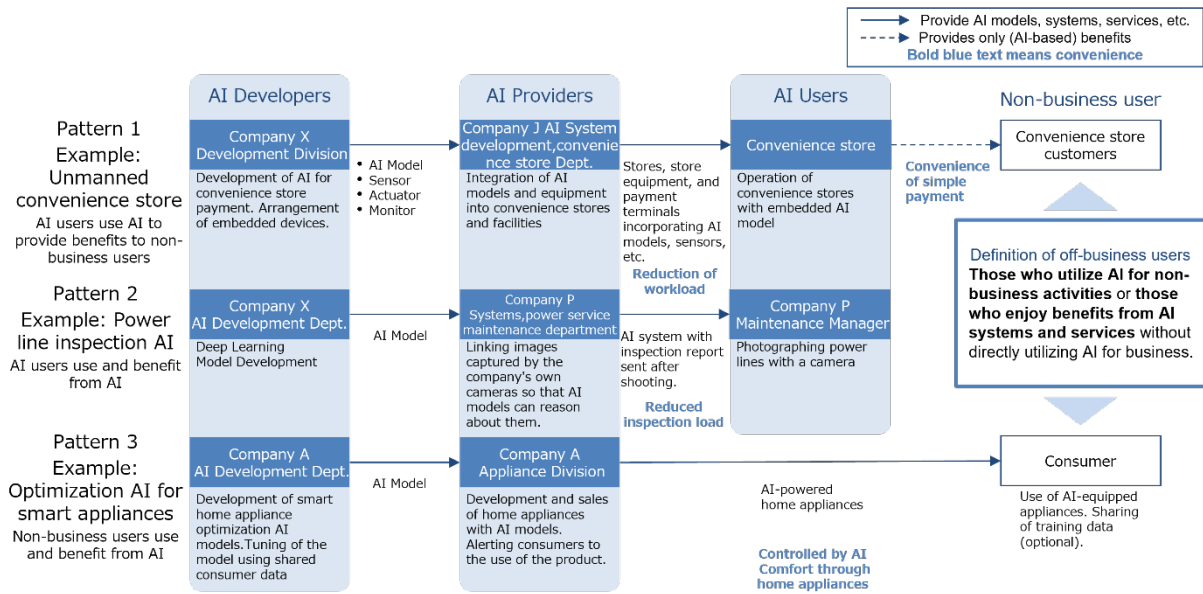 Provide AI models, systems, services, etc.
Provides only (AI-based) benefits
Bold blue text means convenience
AI Developers
AI Providers
AI Users
Non-business user
Pattern 1
Example:
Unmanned
convenience store
AI users use AI to
provide benefits to non-
business users
Company X
Development Division
Development of AI for
convenience store
payment. Arrangement
of embedded devices.
• AI Model
• Sensor
• Actuator
• Monitor
Company J AI System
development,convenie
nce store Dept.
Integration of AI
models and equipment
into convenience stores
and facilities
Stores, store
equipment, and
payment
terminals
incorporating AI
models, sensors,
etc.
Reduction of
workload
Convenience store
Operation of
convenience stores
with embedded AI
model
Convenience
of simple
payment
Convenience store
customers
Definition of off-business users
Those who utilize AI for non-
business activities or those
who enjoy benefits from AI
systems and services without
directly utilizing AI for business.
Pattern 2
Example: Power
line inspection AI
AI users use and benefit
from AI
Company X
AI Development Dept.
Deep Learning
Model Development
AI Model
Company P
Systems,power service
maintenance department
Linking images
captured by the
company's own
cameras so that AI
models can reason
about them.
AI system with
inspection report
sent after
shooting.
Reduced
inspection load
Company P
Maintenance Manager
Photographing power
lines with a camera
Pattern 3
Example:
Optimization AI for
smart appliances
Non-business users use
and benefit from AI
Company A
AI Development Dept.
Development of smart
home appliance
optimization AI
models.Tuning of the
model using shared
consumer data
AI Model
Company A
Appliance Division
Development and sales
of home appliances
with AI models.
Alerting consumers to
the use of the product.
AI-powered
home appliances
Controlled by AI
Comfort through
home appliances
Consumer
Use of AI-equipped
appliances. Sharing
of training data
(optional).